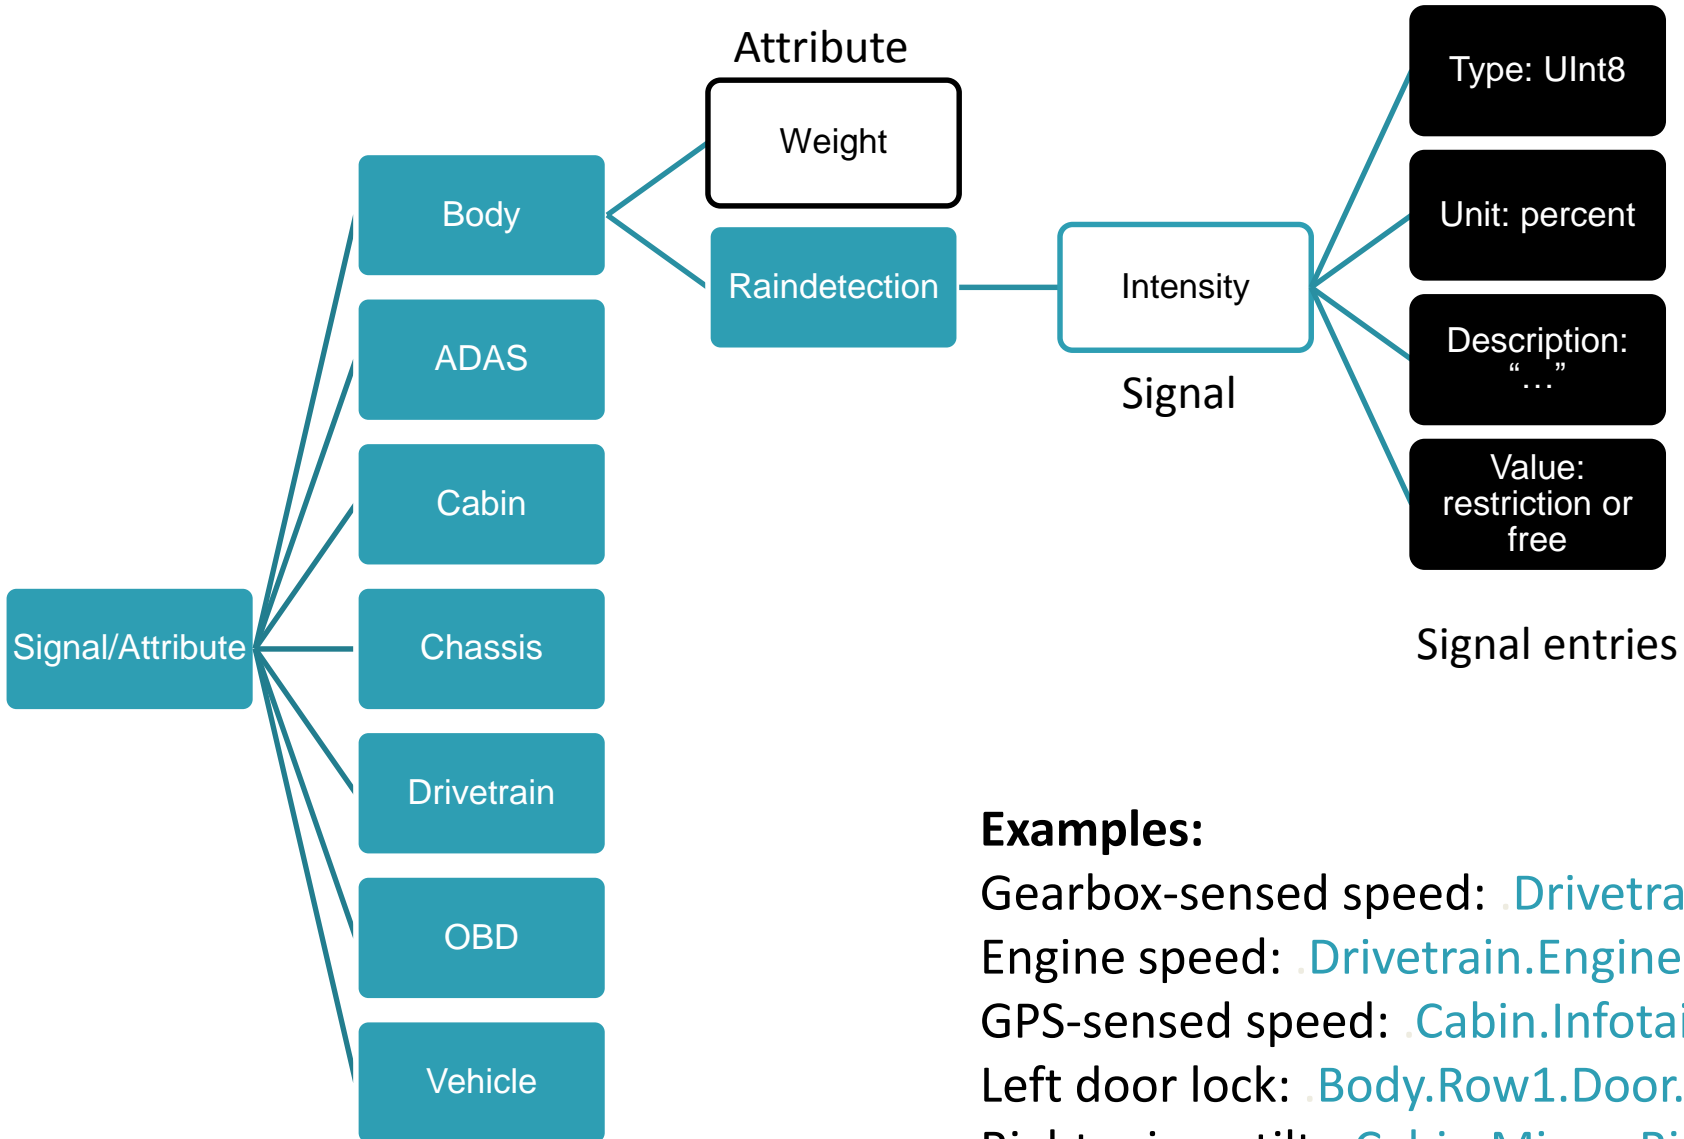 Attribute
Weight
Body
Raindetection
Intensity
Signal
Type: UInt8
Unit: percent
Description:
“…”
Value:
restriction or
free
Signal entries
ADAS
Cabin
Signal/Attribute
Chassis
Drivetrain
OBD
Vehicle
Examples:
Gearbox-sensed speed: .Drivetra
Engine speed: .Drivetrain.Engine
GPS-sensed speed: .Cabin.Infotai
Left door lock: .Body.Row1.Door.